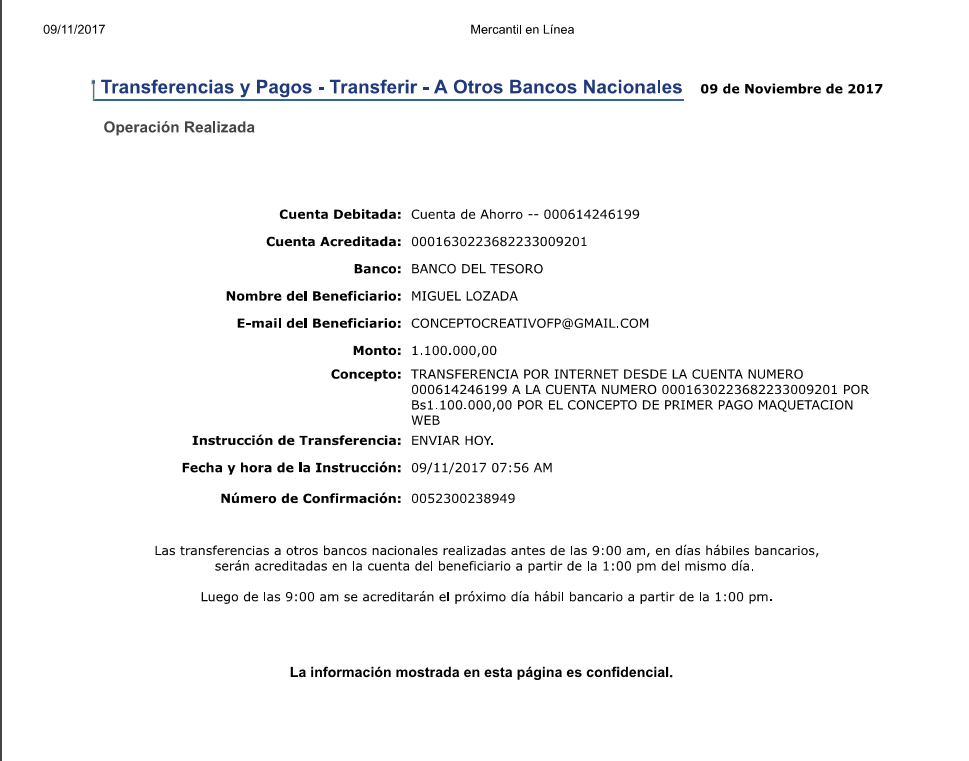 09/11/2017 Mercantil en Línea
Transferencias y Pagos - Transferir - A Otros Bancos Nacionales 09 de Noviembre de 2017
Operación Realizada
Cuenta Debitada: Cuenta de Ahorro -- 000614246199
Cuenta Acreditada: 0001630223682233009201
Banco: BANCO DEL TESORO
Nombre del Beneficiario: MIGUEL LOZADA
E-mail del Beneficiario: CONCEPTOCREATIVOFP@GMAIL.COM
Monto: 1.100.000,00
Concepto: TRANSFERENCIA POR INTERNET DESDE LA CUENTA NUMERO
000614246199 A LA CUENTA NUMERO 0001630223682233009201 POR
Bs1.100.000,00 POR EL CONCEPTO DE PRIMER PAGO MAQUETACION
WEB
Instrucción de Transferencia: ENVIAR HOY.
Fecha y hora de la Instrucción: 09/11/2017 07:56 AM
Número de Confirmación: 0052300238949
Las transferencias a otros bancos nacionales realizadas antes de las 9:00 am, en días hábiles bancarios,
serán acreditadas en la cuenta del beneficiario a partir de la 1:00 pm del mismo día.
Luego de las 9:00 am se acreditarán el próximo día hábil bancario a partir de la 1:00 pm.
La información mostrada en esta página es confidencial.